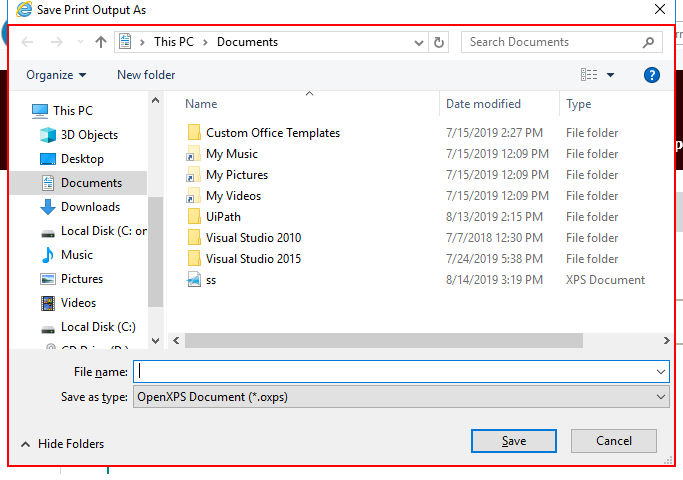 Save Print Output As
This PC > Documents
Search Documents
Organize
New folder
?
This PC
3D Objects
Desktop
Documents
Downloads
Local Disk (C: on
Music
Pictures
Videos
Local Disk (C:)
Name Date modified Type
Custom Office Templates 7/15/2019 2:27 PM File folder
My Music 7/15/2019 12:09 PM File folder
My Pictures 7/15/2019 12:09 PM File folder
My Videos 7/15/2019 12:09 PM File folder
UiPath 8/13/2019 2:15 PM File folder
Visual Studio 2010 7/7/2018 12:30 PM File folder
Visual Studio 2015 7/24/2019 5:38 PM File folder
ss 8/14/2019 3:19 PM XPS Document
File name:
Save as type: OpenXPS Document (*.oxps)
Hide Folders
Save
Cancel